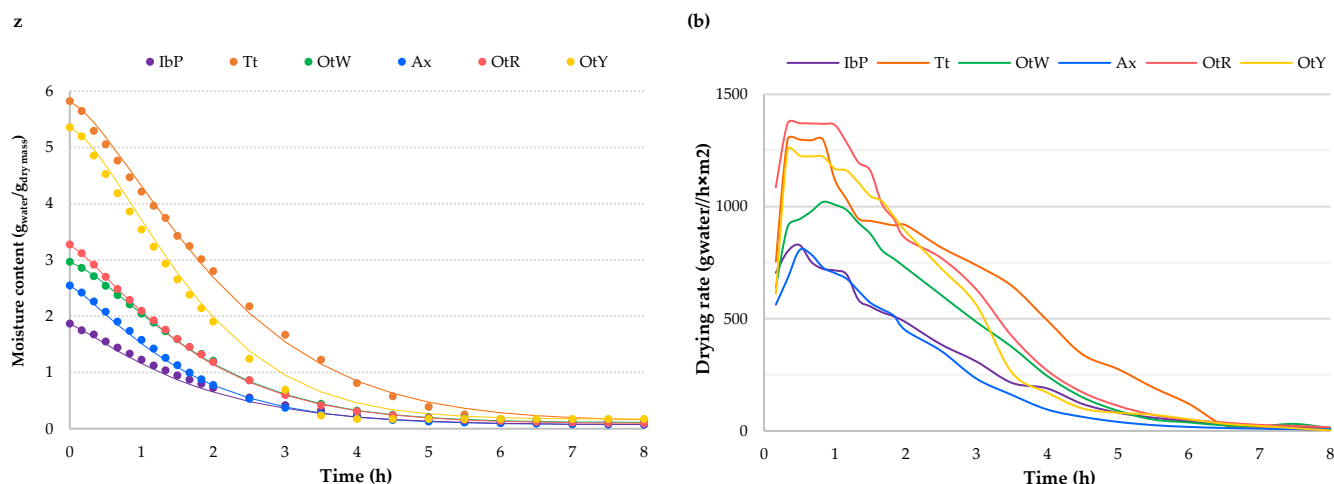 z
IbP Tt OtW Ax OtR OtY
Moisture content (gwater/gdry mass)
6
5
4
3
2
1
0
0 1 2 3 4 5 6 7 8
Time (h)
(b)
IbP Tt OtW Ax OtR OtY
Drying rate (gwater//h×m2)
1500
1000
500
0
0 1 2 3 4 5 6 7 8
Time (h)